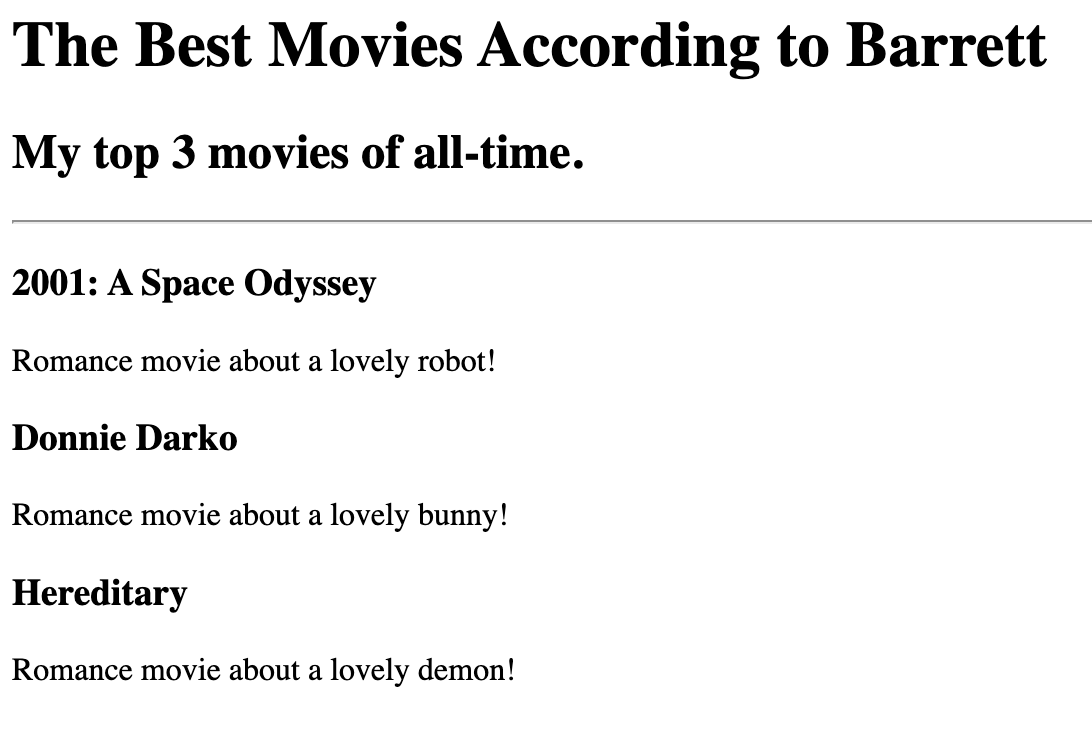 The Best Movies According to Barrett
My top 3 movies of all-time.
2001: A Space Odyssey
Romance movie about a lovely robot!
Donnie Darko
Romance movie about a lovely bunny!
Hereditary
Romance movie about a lovely demon!